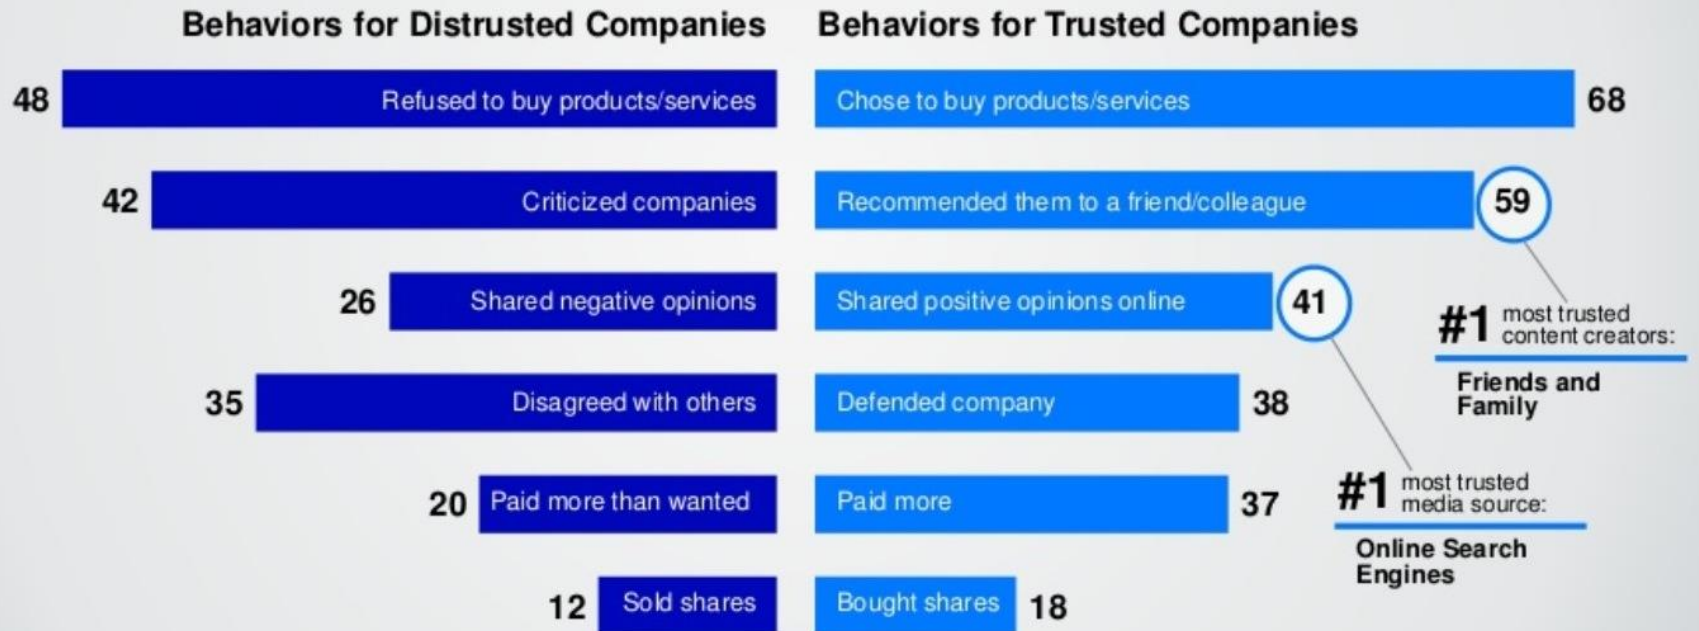 Behaviors for Distrusted Companies
Behaviors for Trusted Companies
48
Refused to buy products/services
Chose to buy products/services
68
42
Criticized companies
Recommended them to a friend/colleague
59
26
Shared negative opinions
Shared positive opinions online
41
#1 most trusted
content creators:
Friends and
Family
35
Disagreed with others
Defended company
38
20
Paid more than wanted
Paid more
37
#1 most trusted
media source:
Online Search
Engines
12
Sold shares
Bought shares
18